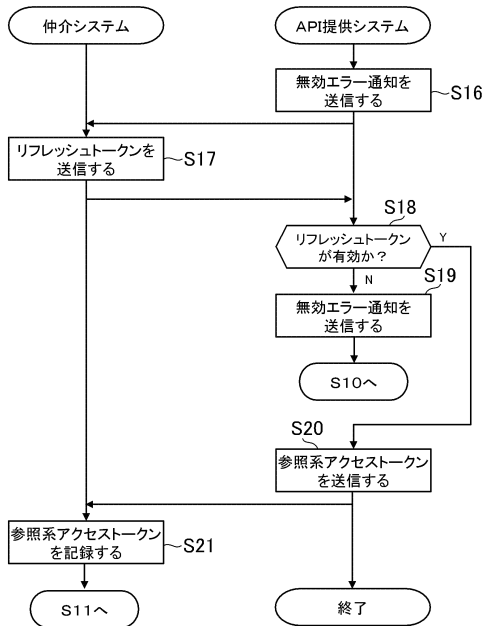 仲介システム
API提供システム
無効エラー通知を
送信する
S16
リフレッシュトークンを
送信する
S17
S18
リフレッシュトークン
が有効か？
Y
N
S19
無効エラー通知を
送信する
S10へ
S20
参照系アクセストークン
を送信する
参照系アクセストークン
を記録する
S21
S11へ
終了